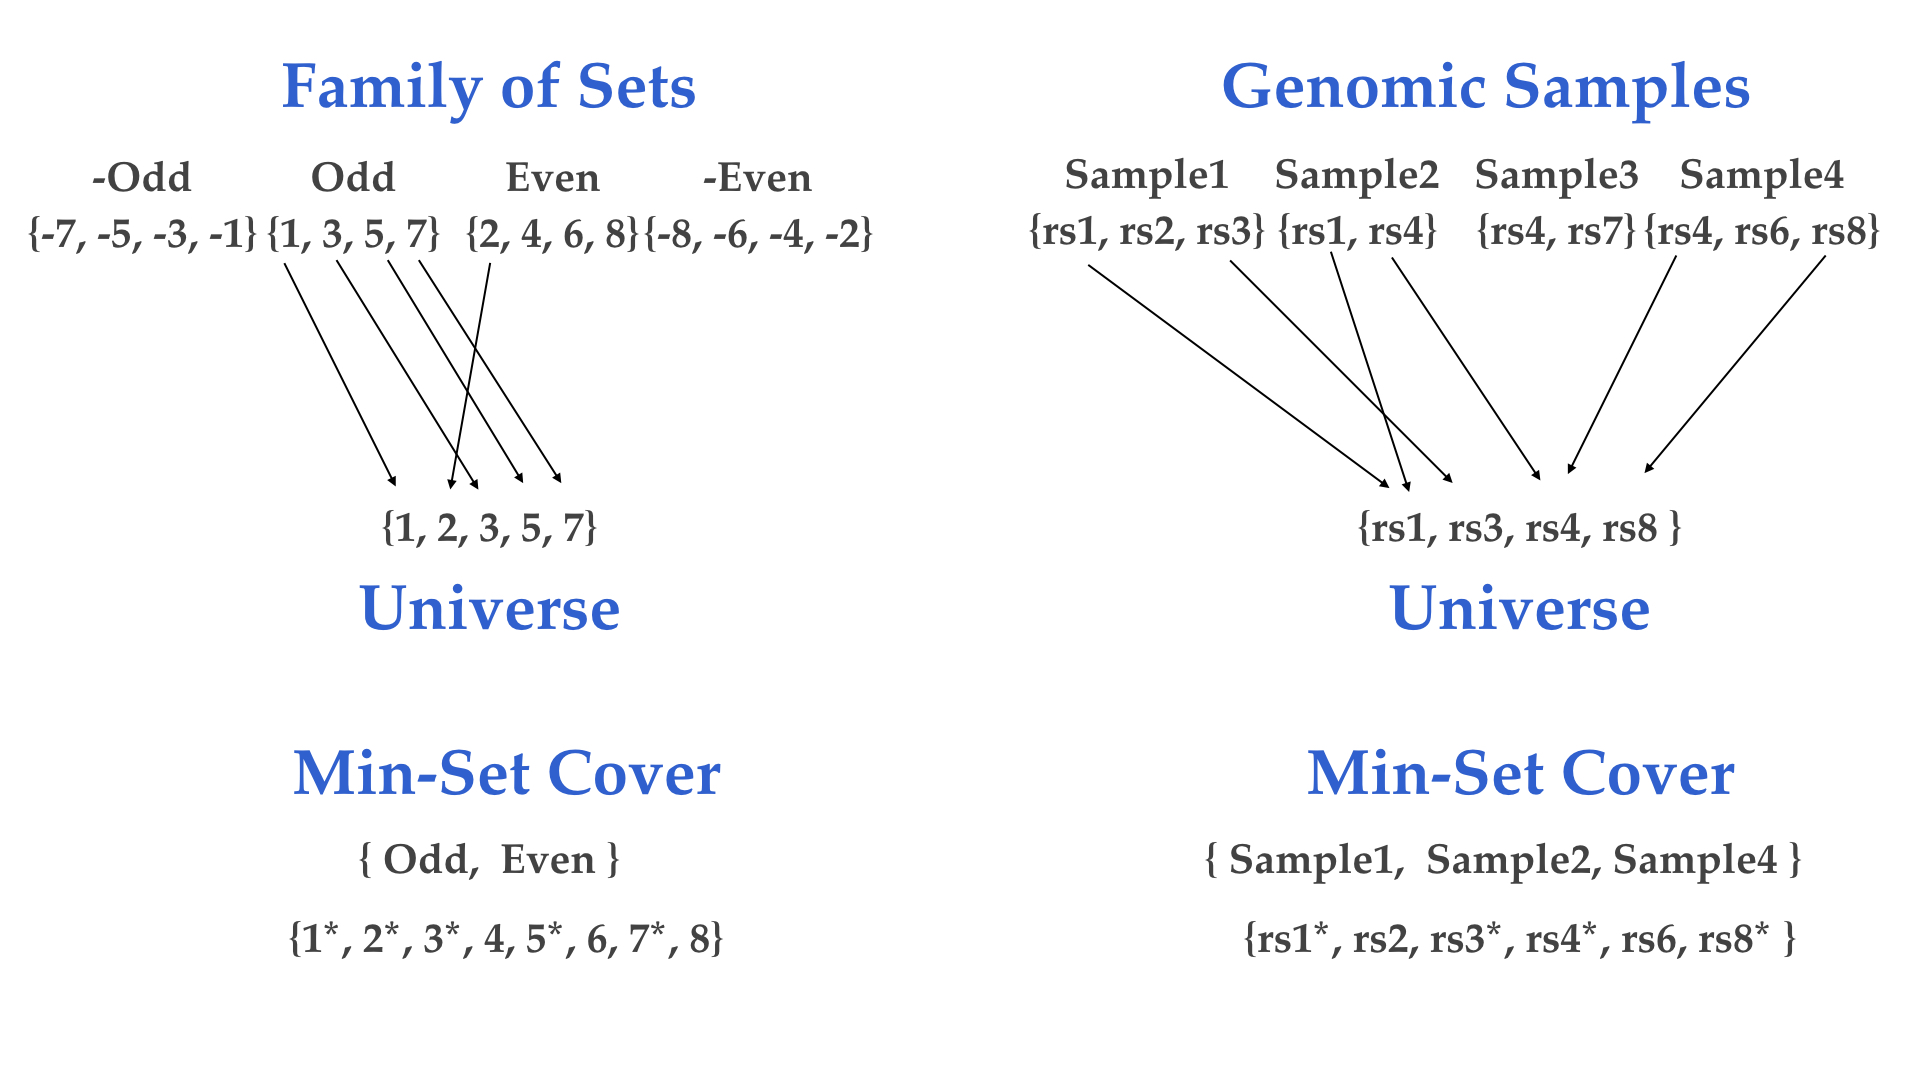 Family of Sets
-Odd Odd Even -Even
{-7, -5, -3, -1} {1, 3, 5, 7} {2, 4, 6, 8} {-8, -6, -4, -2}
{1, 2, 3, 5, 7}
Universe
Min-Set Cover
{ Odd, Even }
{1*, 2*, 3*, 4, 5*, 6, 7*, 8}
Genomic Samples
Sample1 Sample2 Sample3 Sample4
{rs1, rs2, rs3} {rs1, rs4} {rs4, rs7} {rs4, rs6, rs8}
{rs1, rs3, rs4, rs8 }
Universe
Min-Set Cover
{ Sample1, Sample2, Sample4 }
{rs1*, rs2, rs3*, rs4*, rs6, rs8* }